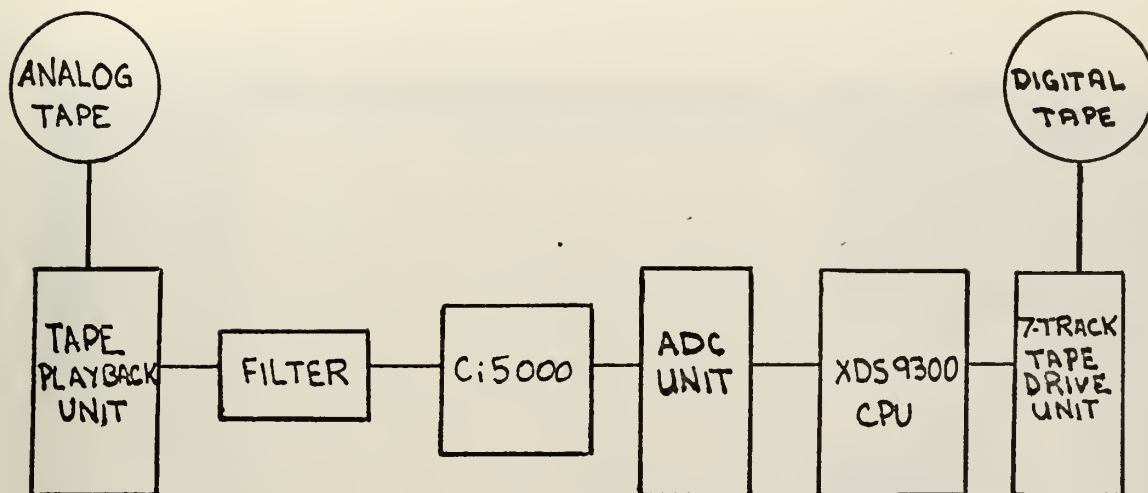 ANALOG
TAPE
DIGITAL
TAPE
TAPE
PLAYBACK
UNIT
FILTER
Ci5000
ADC
UNIT
XDS9300
CPU
7-TRACK
TAPE
DRIVE
UNIT